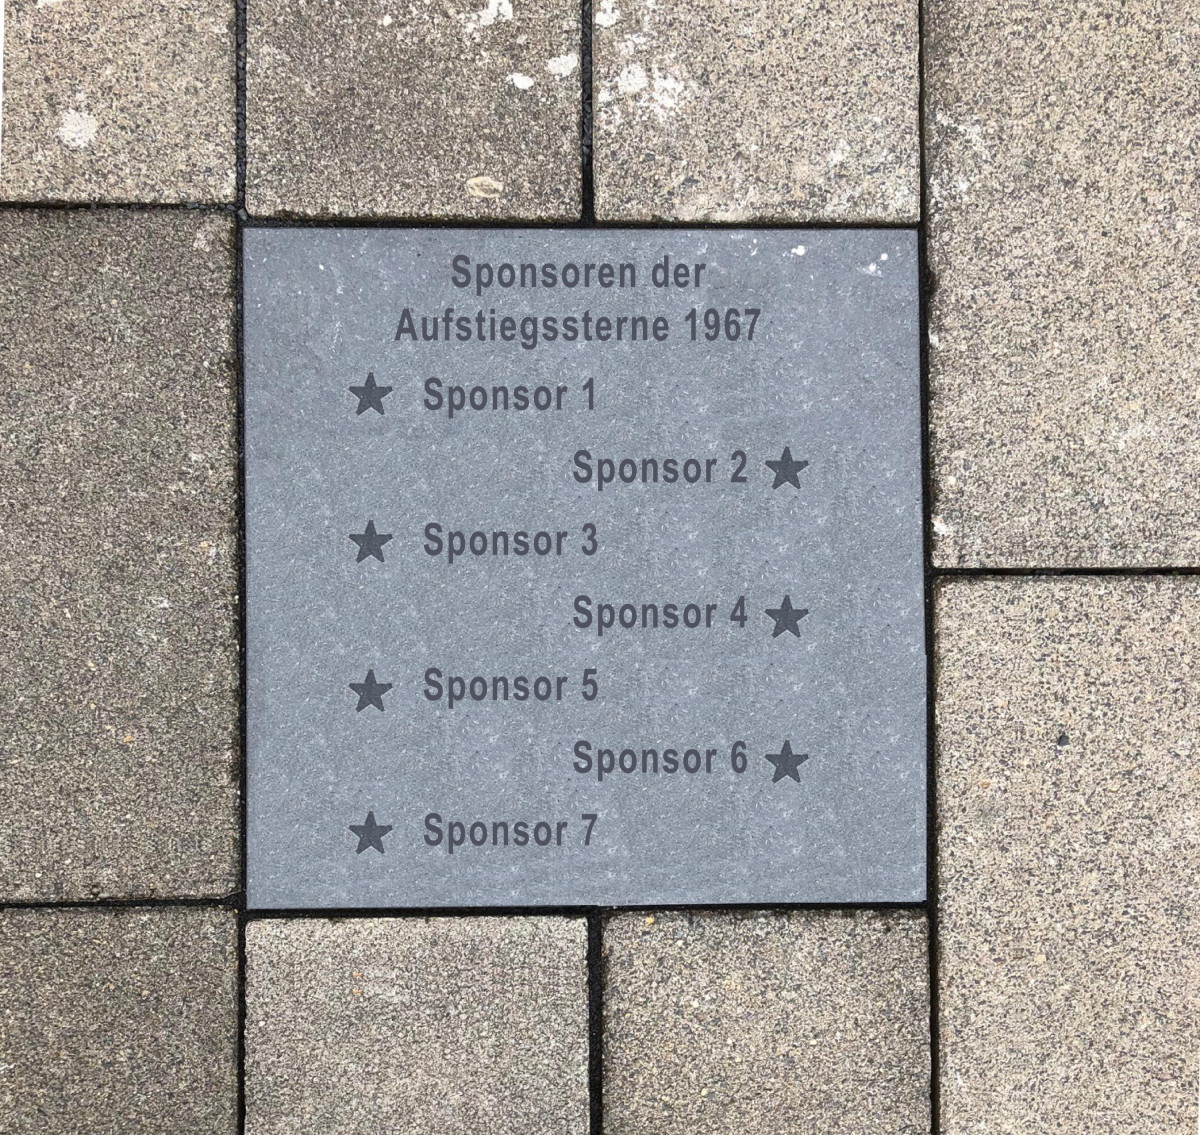 Sponsoren der
Aufstiegssterne 1967
Sponsor 1
Sponsor 2
Sponsor 3
Sponsor 4
Sponsor 5
Sponsor 6
Sponsor 7